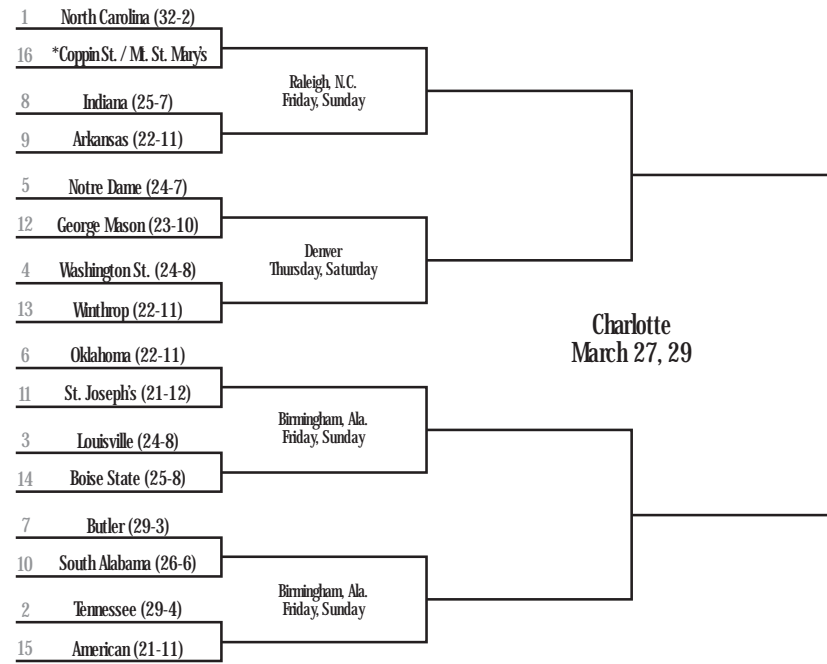 1 North Carolina (32-2)
16 *Coppin St. / Mt. St. Mary's
Raleigh, N.C.
Friday, Sunday
8 Indiana (25-7)
9 Arkansas (22-11)
5 Notre Dame (24-7)
12 George Mason (23-10)
Denver
Thursday, Saturday
4 Washington St. (24-8)
13 Winthrop (22-11)
Charlotte
March 27, 29
6 Oklahoma (22-11)
11 St. Joseph's (21-12)
Birmingham, Ala.
Friday, Sunday
3 Louisville (24-8)
14 Boise State (25-8)
7 Butler (29-3)
10 South Alabama (26-6)
Birmingham, Ala.
Friday, Sunday
2 Tennessee (29-4)
15 American (21-11)